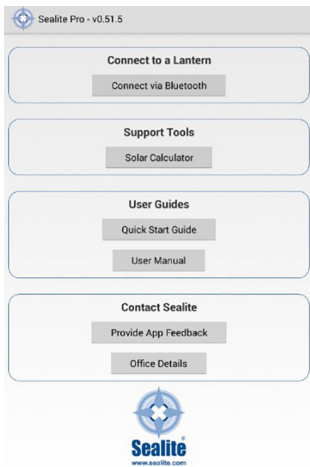 Sealite Pro - v0.51.5
Connect to a Lantern
Connect via Bluetooth
Support Tools
Solar Calculator
User Guides
Quick Start Guide
User Manual
Contact Sealite
Provide App Feedback
Office Details
Sealite
www.sealite.com